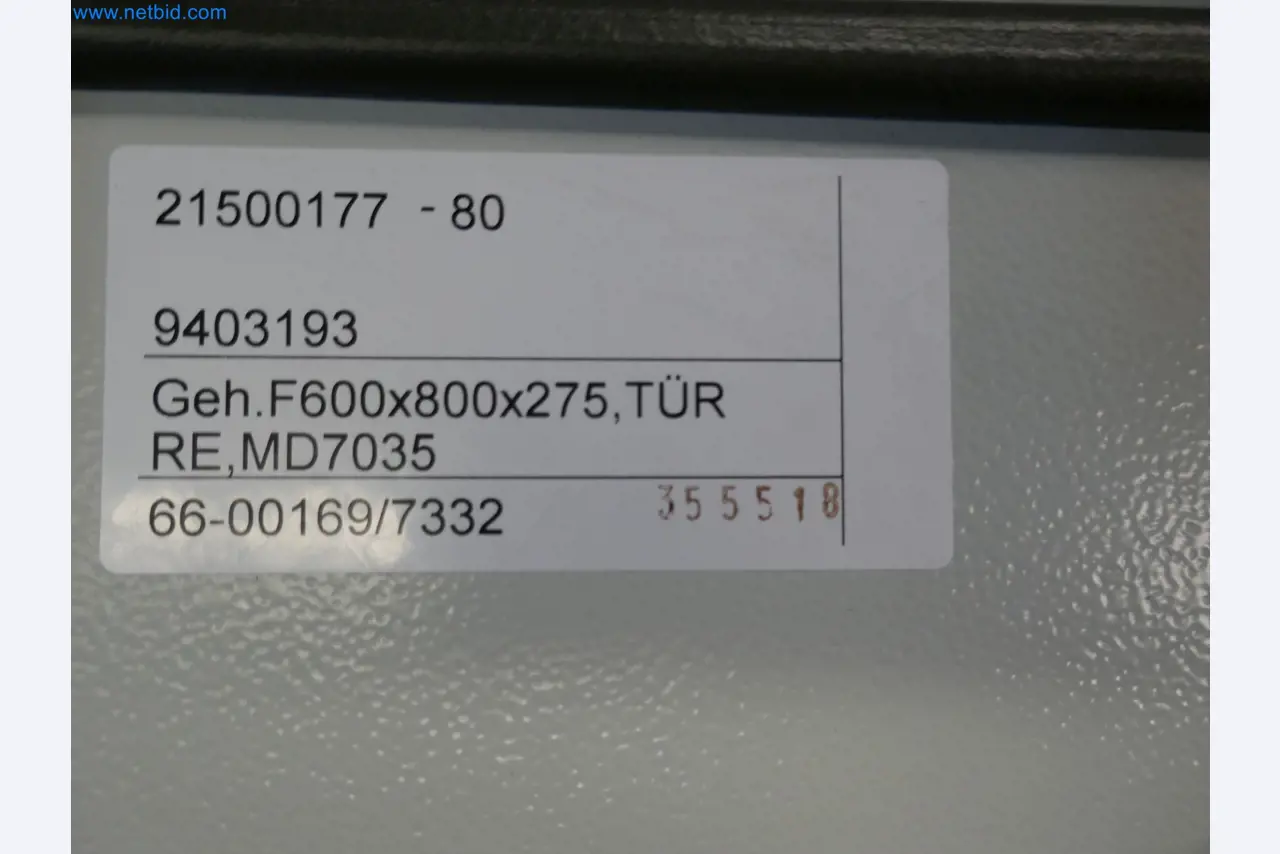 www.netbid.com
21500177 - 80
9403193
Geh.F600x800x275,TÜR
RE,MD7035
66-00169/7332
355518